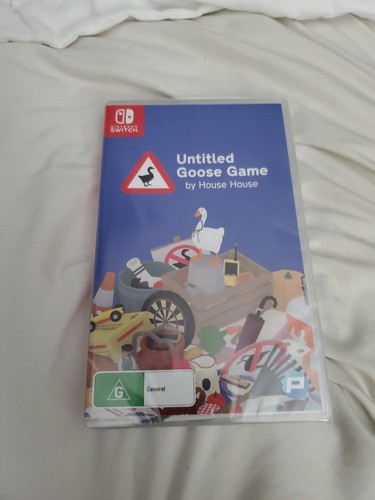 NINTENDO
SWITCH
Untitled
Goose Game
by House House
G
General
P